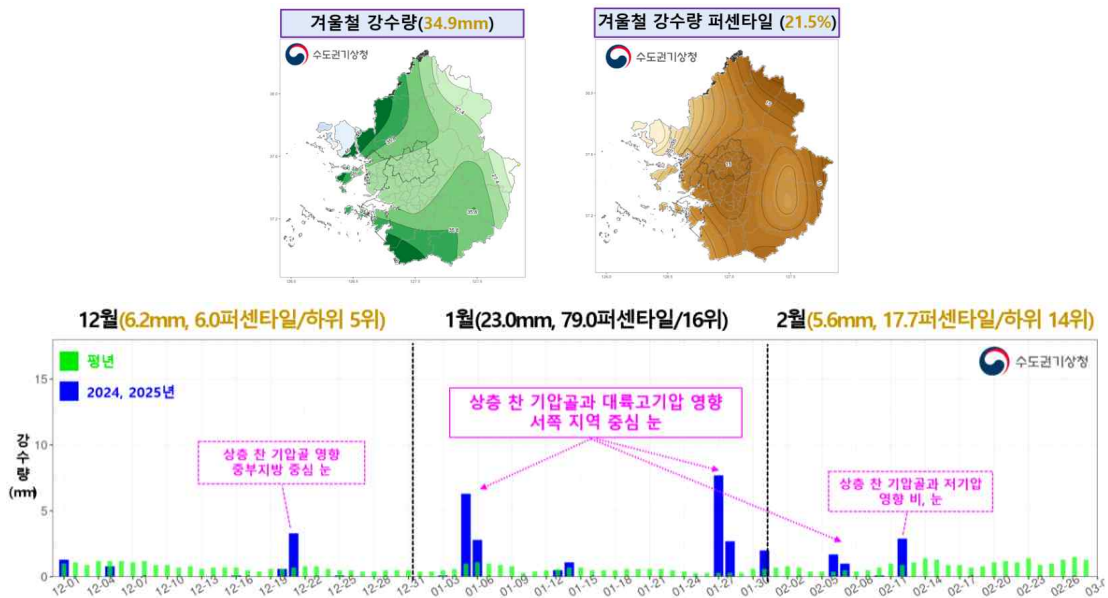 겨울철 강수량(34.9mm)
겨울철 강수량 퍼센타일 (21.5%)
수도권기상청
수도권기상청
12월(6.2mm, 6.0퍼센타일/하위 5위)
1월(23.0mm, 79.0퍼센타일/16위)
2월(5.6mm, 17.7퍼센타일/하위 14위)
평년
2024, 2025년
수도권기상청
상층 찬 기압골과 대륙고기압 영향
서쪽 지역 중심 눈
상층 찬 기압골 영향
중부지방 중심 눈
상층 찬 기압골과 저기압
영향 비, 눈
강수량(mm)
15
10
5
0
12-01 12-04 12-07 12-10 12-13 12-16 12-19 12-22 12-25 12-28 12-31 01-03 01-06 01-09 01-12 01-15 01-18 01-21 01-24 01-27 01-30 02-02 02-05 02-08 02-11 02-14 02-17 02-20 02-23 02-26